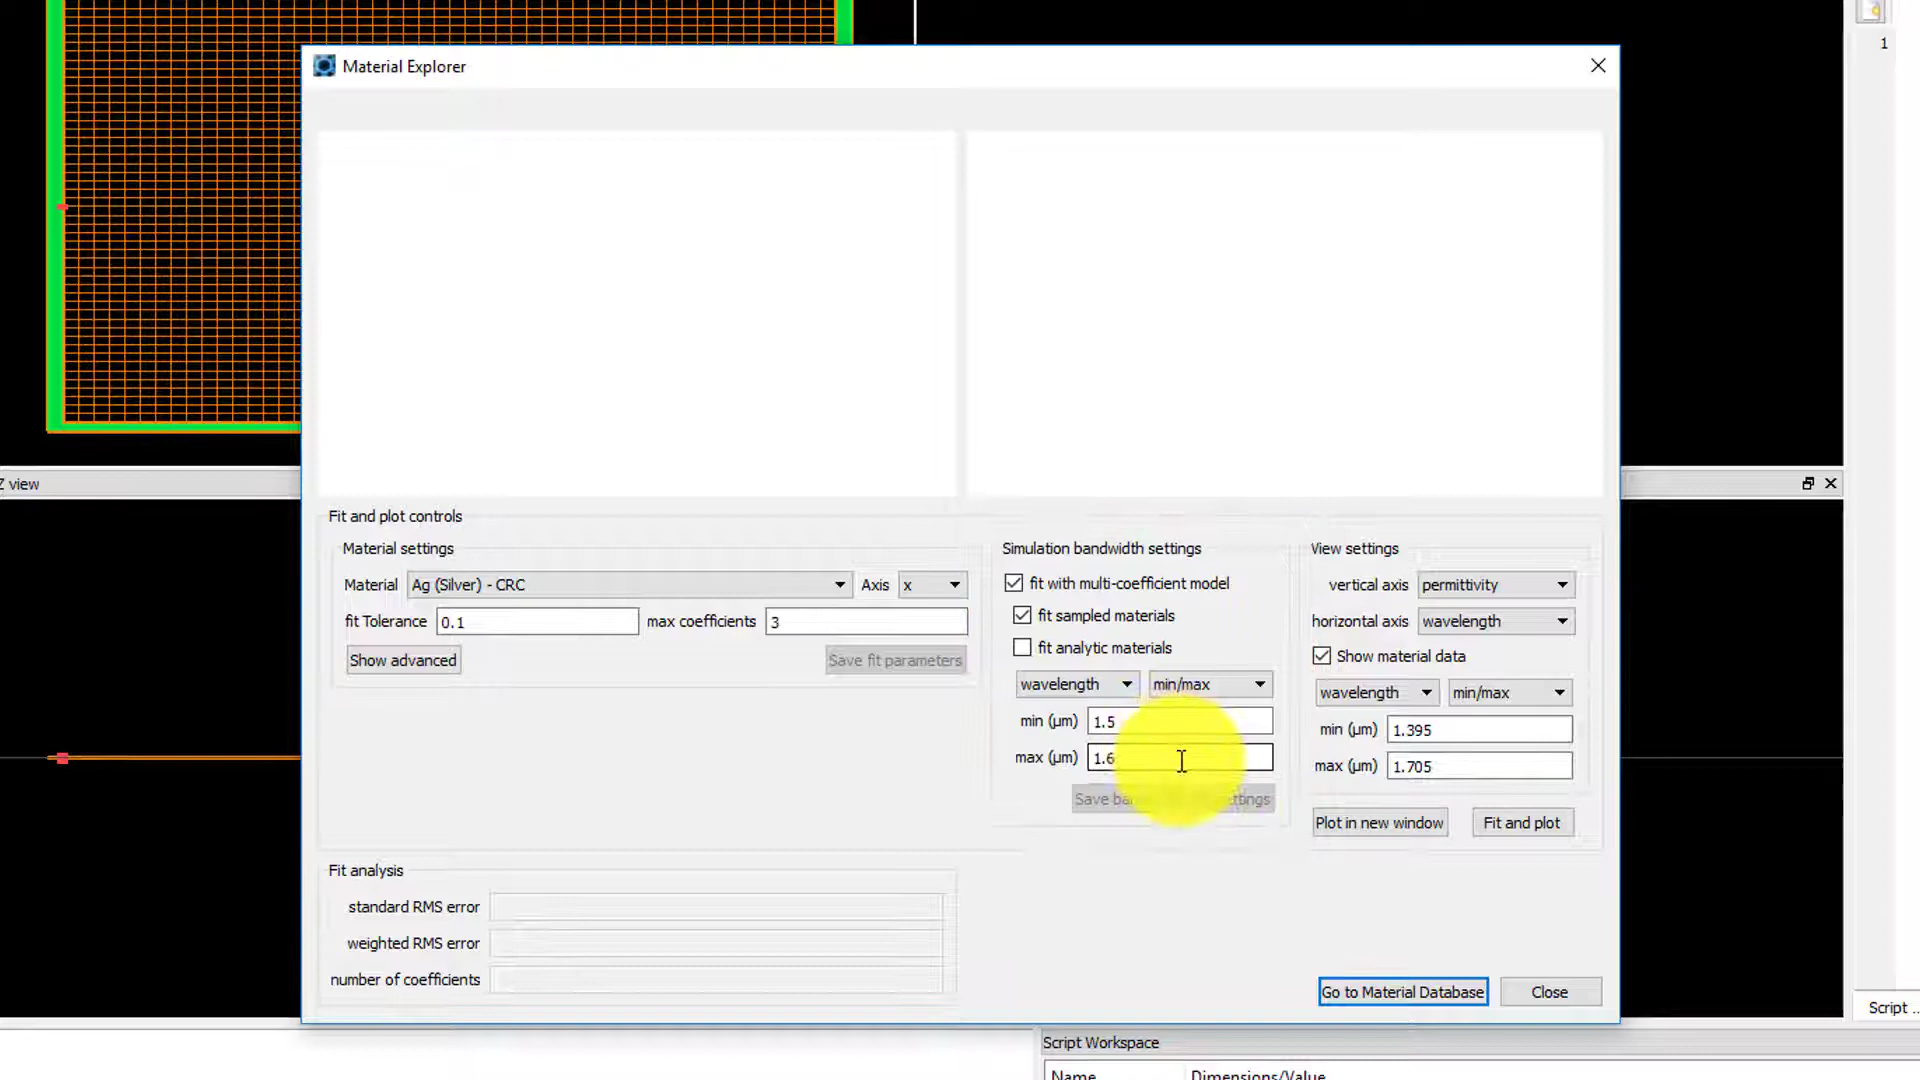 1
Material Explorer
Z view
Fit and plot controls
Material settings
Material Ag (Silver) - CRC Axis x
fit Tolerance 0.1 max coefficients 3
Show advanced Save fit parameters
Simulation bandwidth settings
fit with multi-coefficient model
fit sampled materials
fit analytic materials
wavelength min/max
min (μm) 1.5
max (μm) 1.6
Save
View settings
vertical axis permittivity
horizontal axis wavelength
Show material data
wavelength min/max
min (μm) 1.395
max (μm) 1.705
Plot in new window Fit and plot
Fit analysis
standard RMS error
weighted RMS error
number of coefficients
Go to Material Database Close
Script ...
Script Workspace
Name Dimensions/Value